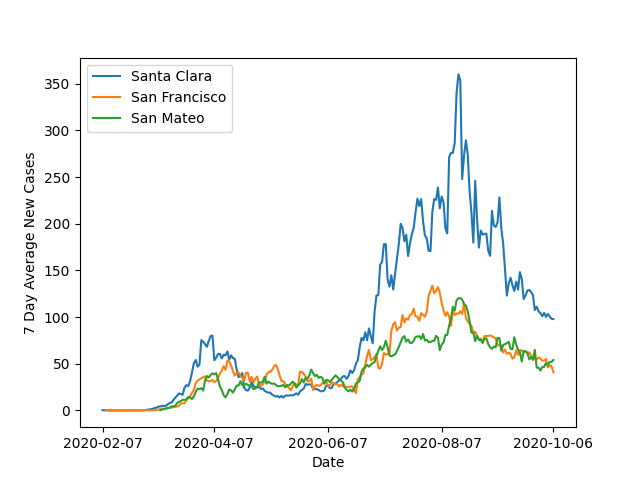 350
300
250
200
150
100
50
0
7 Day Average New Cases
Santa Clara
San Francisco
San Mateo
2020-02-07 2020-04-07 2020-06-07 2020-08-07 2020-10-06
Date